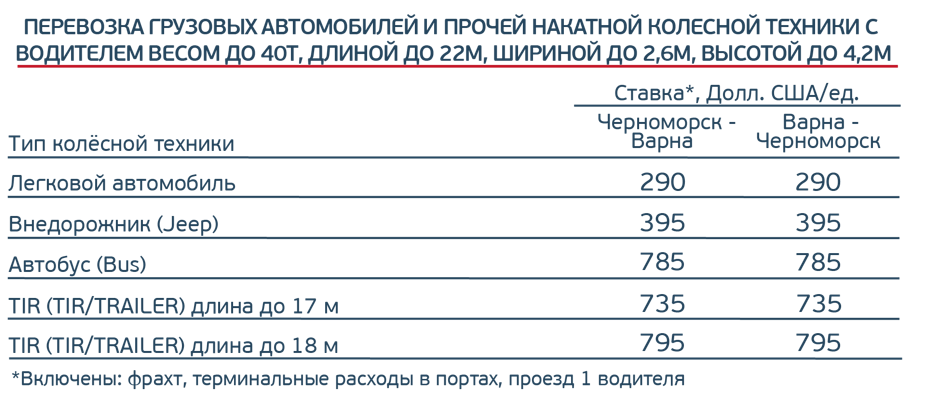 ПЕРЕВОЗКА ГРУЗОВЫХ АВТОМОБИЛЕЙ И ПРОЧЕЙ НАКАТНОЙ КОЛЕСНОЙ ТЕХНИКИ С
ВОДИТЕЛЕМ ВЕСОМ ДО 40Т, ДЛИНОЙ ДО 22М, ШИРИНОЙ ДО 2,6М, ВЫСОТОЙ ДО 4,2М
Ставка*, Долл. США/ед.
Тип колёсной техники Черноморск - Варна Варна - Черноморск
Легковой автомобиль 290 290
Внедорожник (Jeep) 395 395
Автобус (Bus) 785 785
TIR (TIR/TRAILER) длина до 17 м 735 735
TIR (TIR/TRAILER) длина до 18 м 795 795
*Включены: фрахт, терминальные расходы в портах, проезд 1 водителя